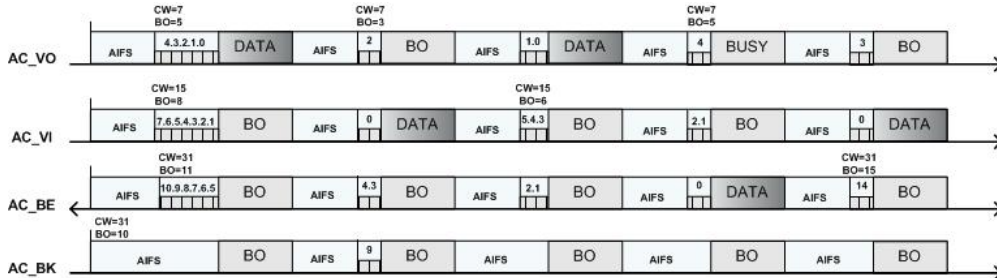 CW=7 CW=7 CW=7
BO=5 BO=3 BO=5
AC_VO AIFS 4.3.2.1.0 DATA AIFS 2 BO AIFS 1.0 DATA AIFS 4 BUSY AIFS 3 BO
CW=15 CW=15
BO=8 BO=6
AC_VI AIFS 7.6.5.4.3.2.1 BO AIFS 0 DATA AIFS 5.4.3 BO AIFS 2.1 BO AIFS 0 DATA
CW=31 CW=31
BO=11 BO=15
AC_BE AIFS 10.9.8.7.6.5 BO AIFS 4.3 BO AIFS 2.1 BO AIFS 0 DATA AIFS 14 BO
CW=31
BO=10
AC_BK AIFS BO AIFS 9 BO AIFS BO AIFS BO AIFS BO